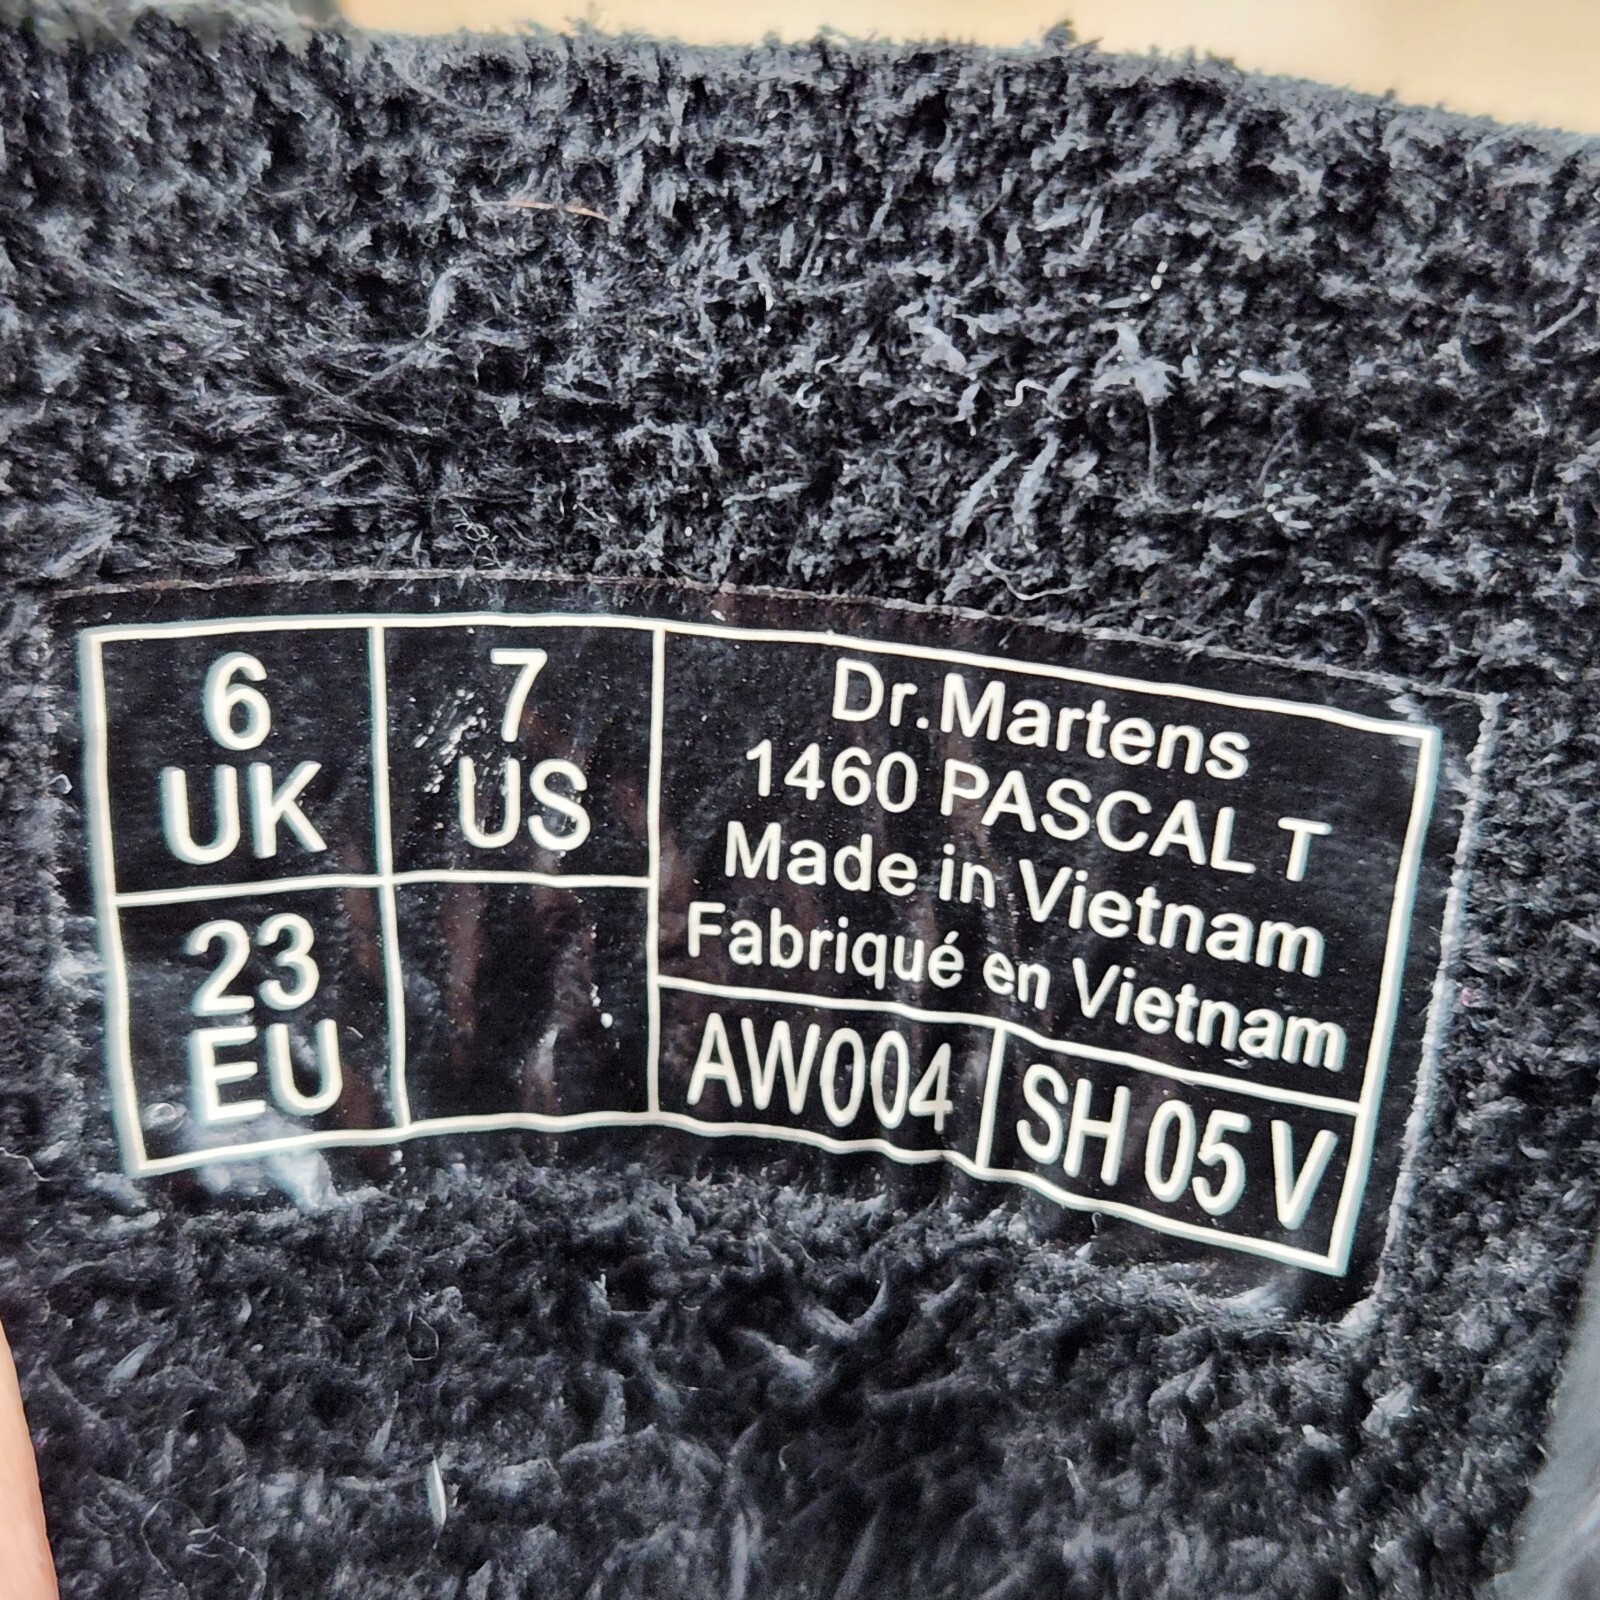 6
UK
7
US
23
EU
Dr.Martens
1460 PASCAL T
Made in Vietnam
Fabriqué en Vietnam
AW004
SH 05 V